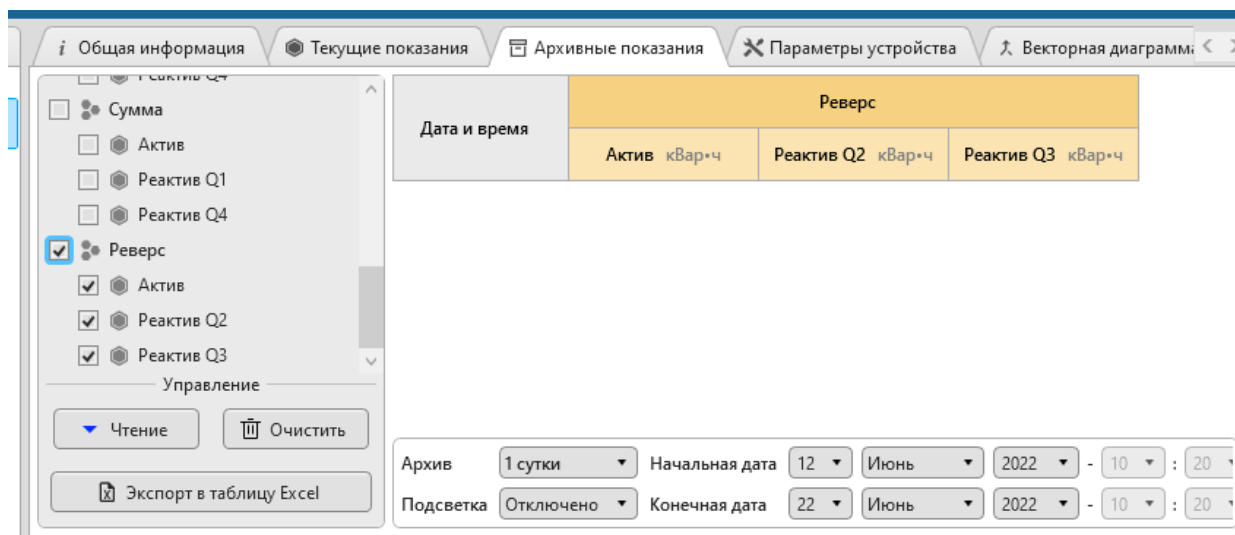 i Общая информация
Текущие показания
Архивные показания
Параметры устройства
Векторная диаграмма
Реактив Q4
Сумма
Актив
Реактив Q1
Реактив Q4
Реверс
Актив
Реактив Q2
Реактив Q3
Управление
Чтение
Очистить
Экспорт в таблицу Excel
Дата и время
Реверс
Актив кВар•ч
Реактив Q2 кВар•ч
Реактив Q3 кВар•ч
Архив 1 сутки Начальная дата 12 Июнь 2022 - 10 : 20
Подсветка Отключено Конечная дата 22 Июнь 2022 - 10 : 20